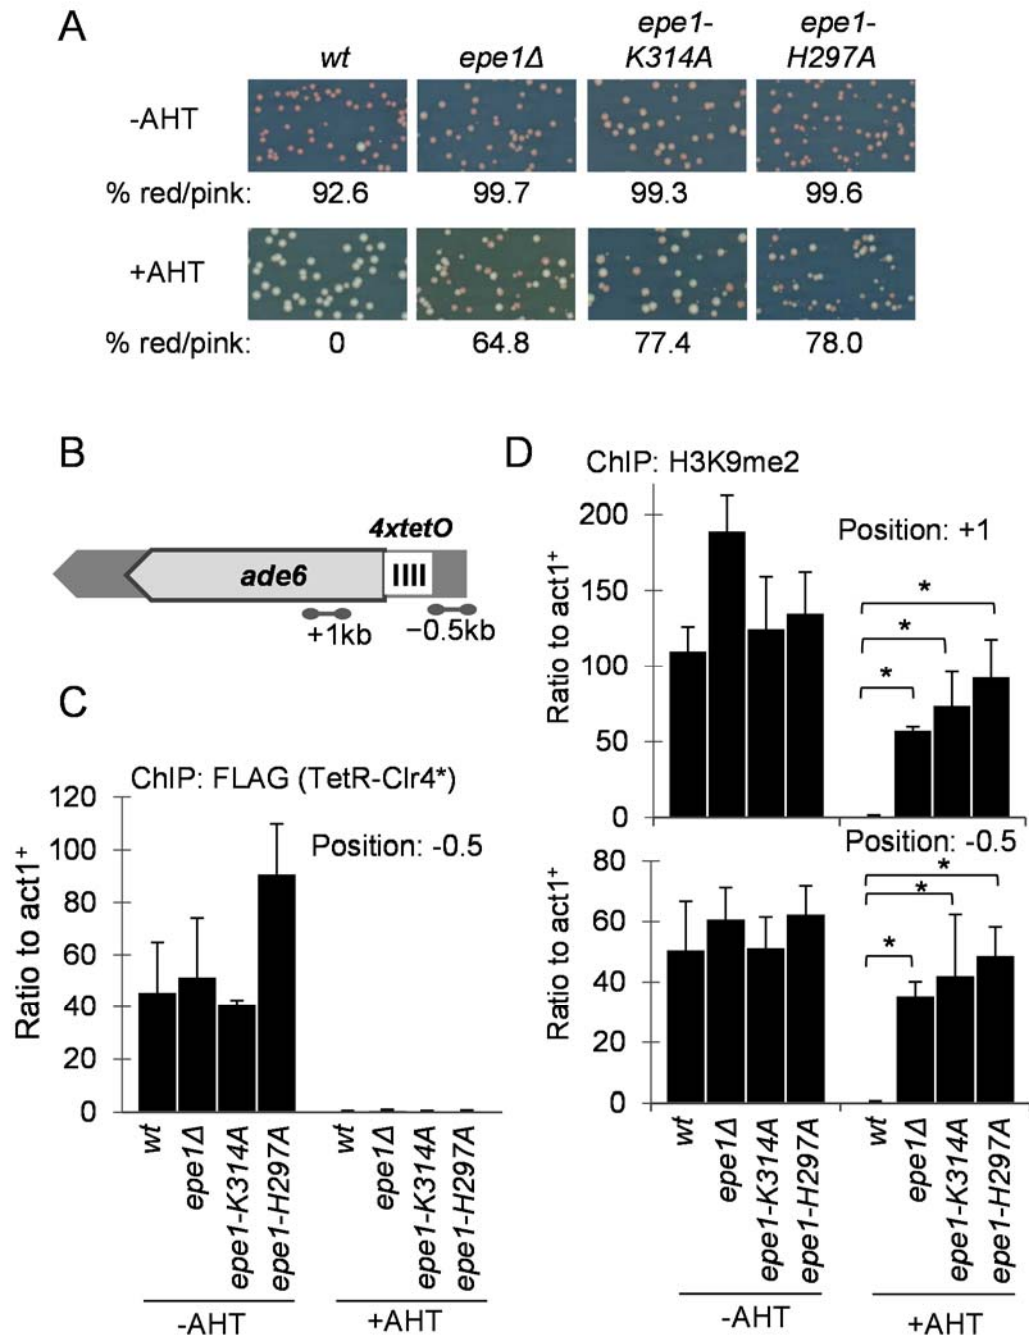 A
wt epe1Δ epe1-K314A epe1-H297A
-AHT
% red/pink: 92.6 99.7 99.3 99.6
+AHT
% red/pink: 0 64.8 77.4 78.0
B
4xtetO
ade6
+1kb −0.5kb
C
ChIP: FLAG (TetR-Clr4*)
Position: -0.5
Ratio to act1+
120
100
80
60
40
20
0
wt epe1Δ epe1-K314A epe1-H297A wt epe1Δ epe1-K314A epe1-H297A
-AHT +AHT
D
ChIP: H3K9me2
Position: +1
Ratio to act1+
200
150
100
50
0
* * *
Position: -0.5
Ratio to act1+
80
60
40
20
0
* * *
wt epe1Δ epe1-K314A epe1-H297A wt epe1Δ epe1-K314A epe1-H297A
-AHT +AHT